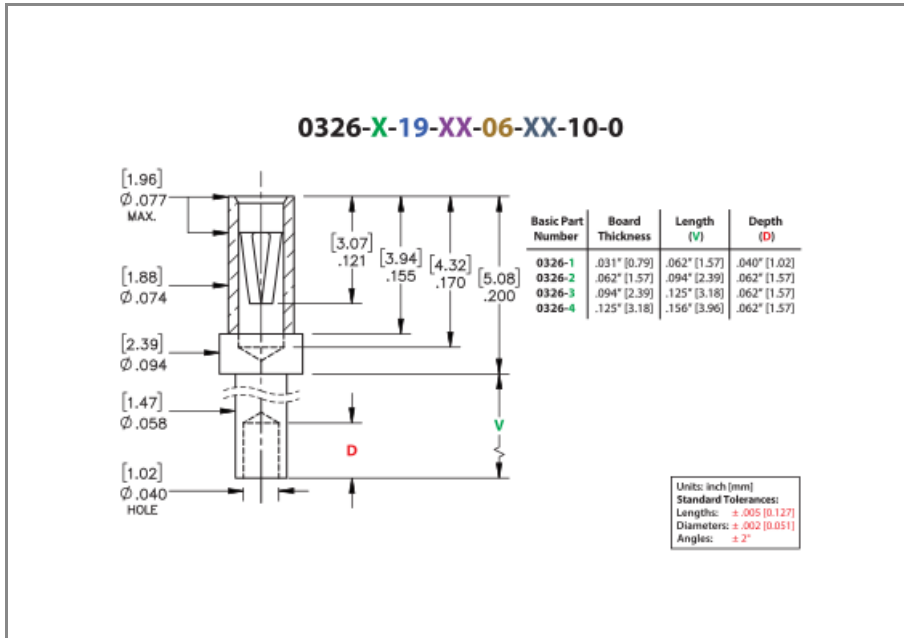 0326-X-19-XX-06-XX-10-0
[1.96]
Ø.077
MAX.
[1.88]
Ø.074
[2.39]
Ø.094
[1.47]
Ø.058
[1.02]
Ø.040
HOLE
[3.07]
.121
[3.94]
.155
[4.32]
.170
[5.08]
.200
V
D
Basic Part Number Board Thickness Length (V) Depth (D)
0326-1 .031" [0.79] .062" [1.57] .040" [1.02]
0326-2 .062" [1.57] .094" [2.39] .062" [1.57]
0326-3 .094" [2.39] .125" [3.18] .062" [1.57]
0326-4 .125" [3.18] .156" [3.96] .062" [1.57]
Units: inch [mm]
Standard Tolerances:
Lengths: ± .005 [0.127]
Diameters: ± .002 [0.051]
Angles: ± 2°